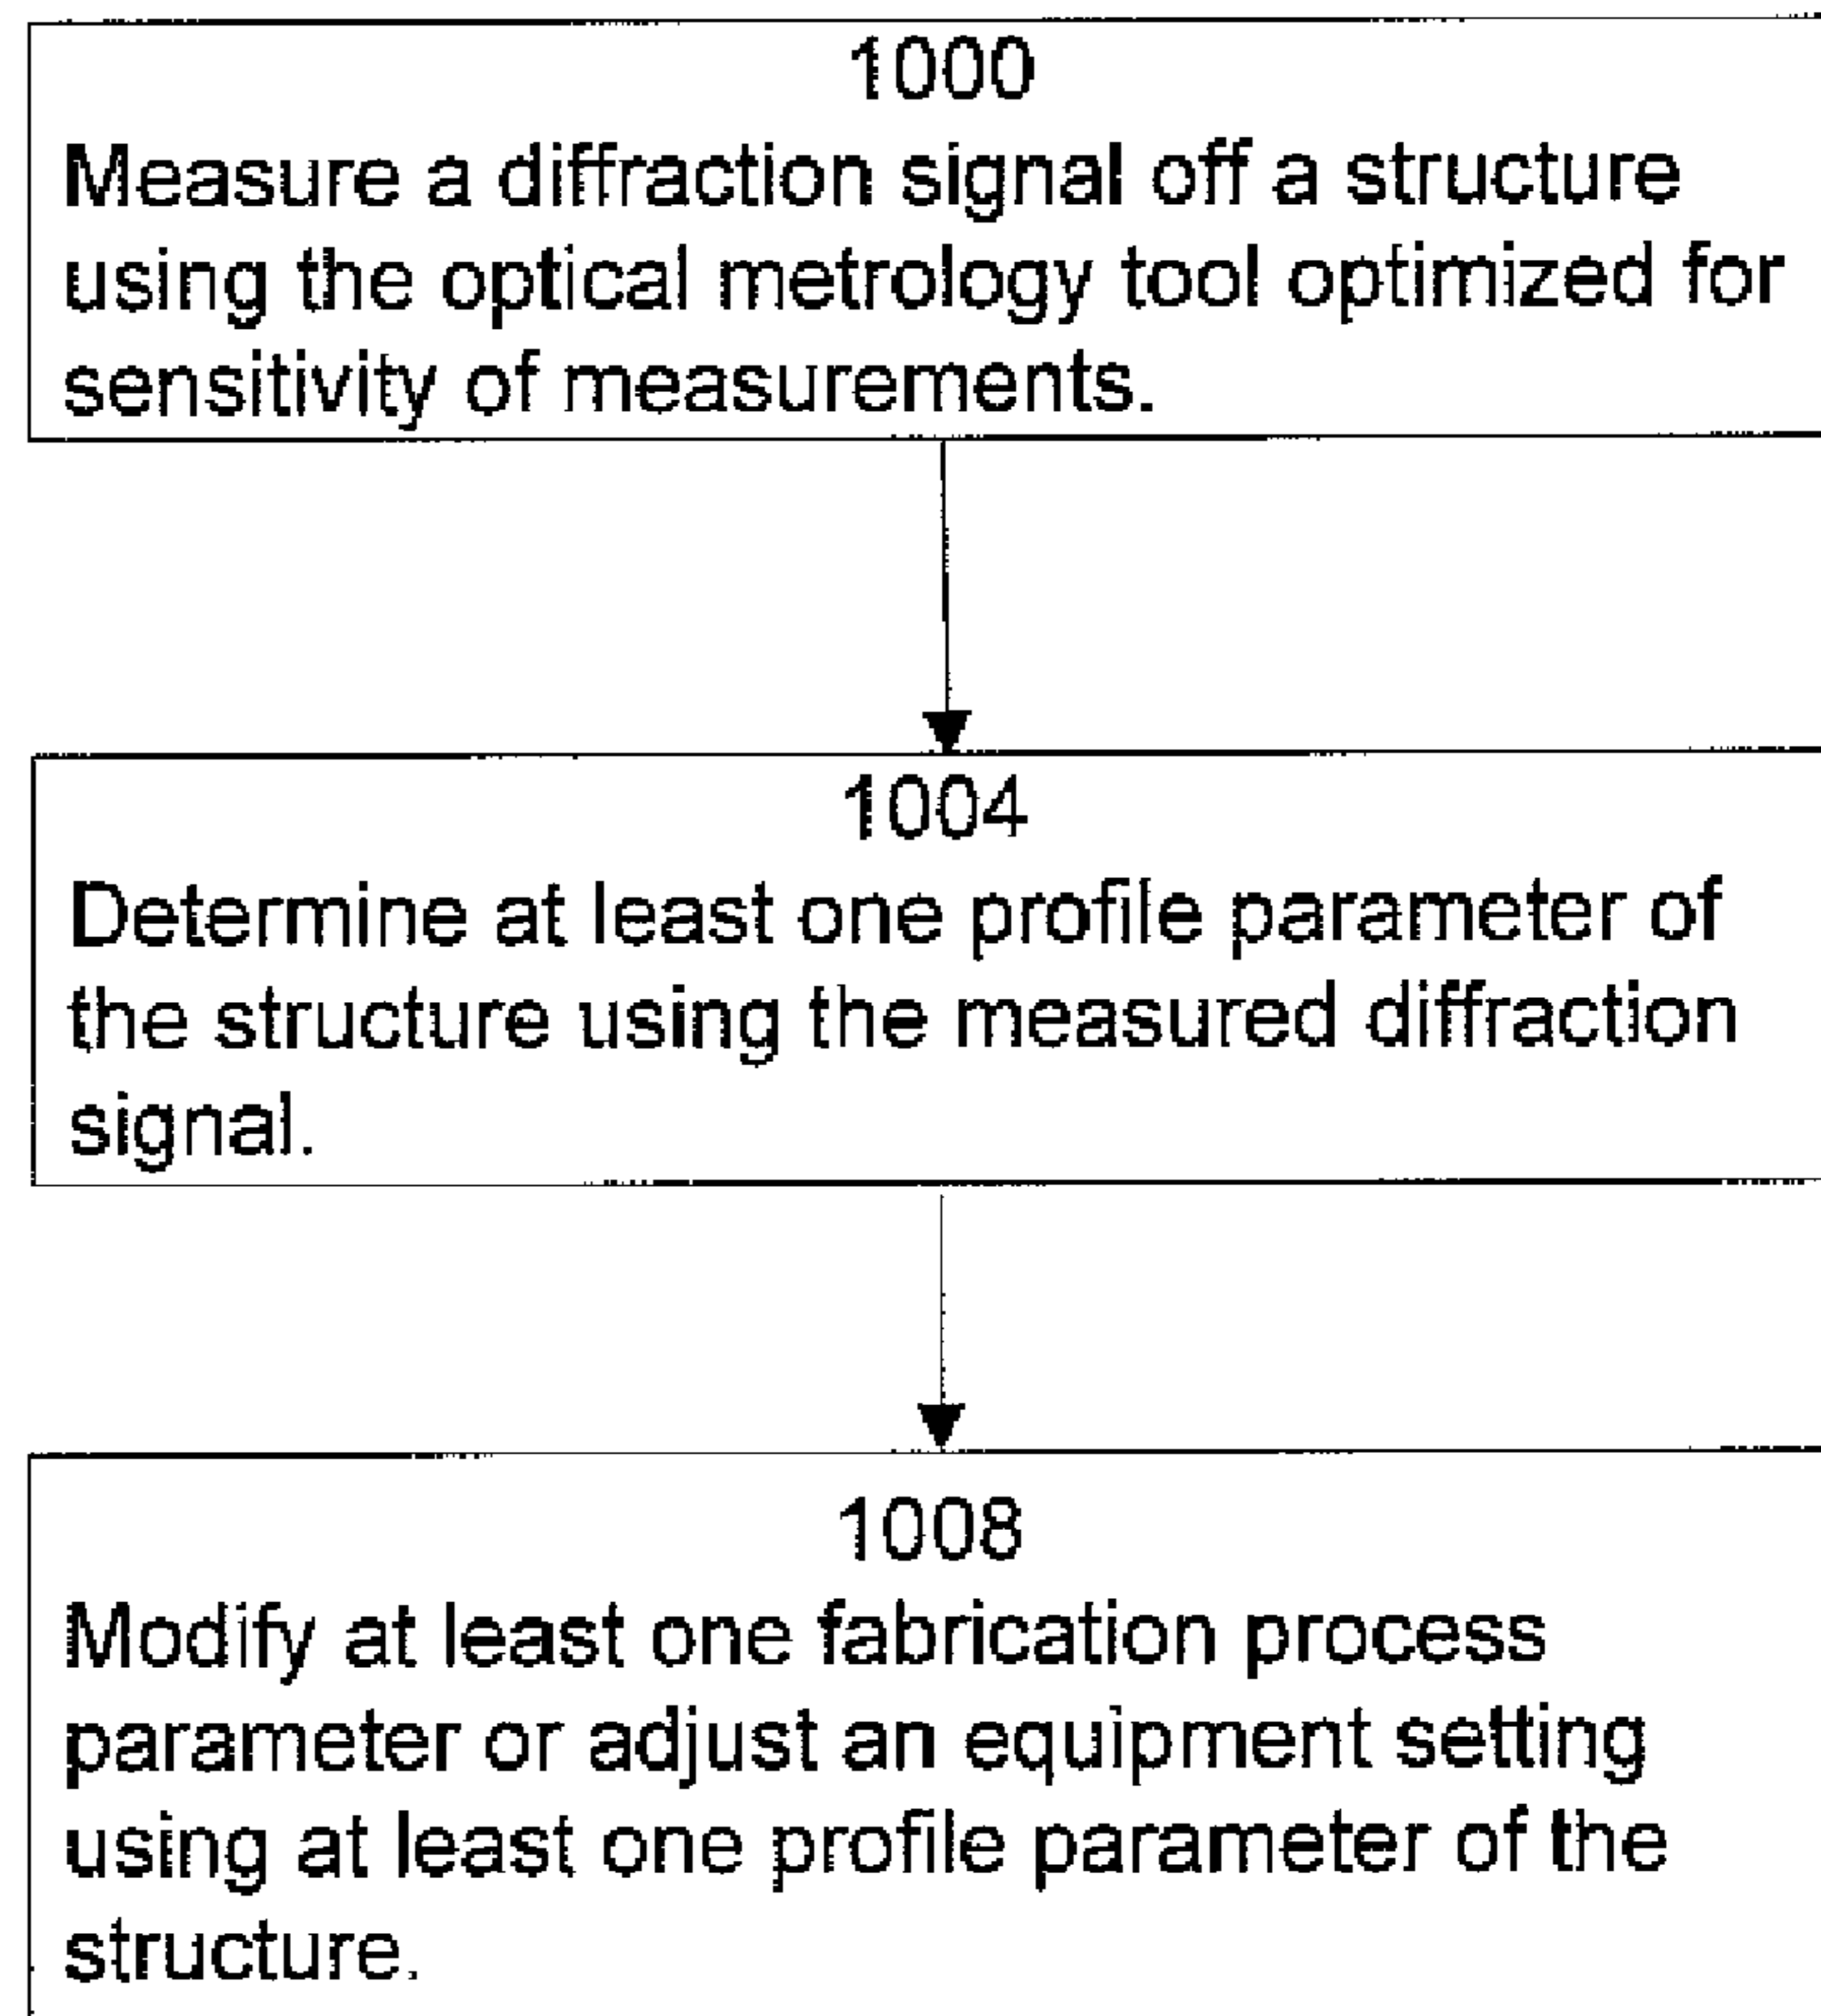 1000
Measure a diffraction signal off a structure
using the optical metrology tool optimized for
sensitivity of measurements.
1004
Determine at least one profile parameter of
the structure using the measured diffraction
signal.
1008
Modify at least one fabrication process
parameter or adjust an equipment setting
using at least one profile parameter of the
structure.